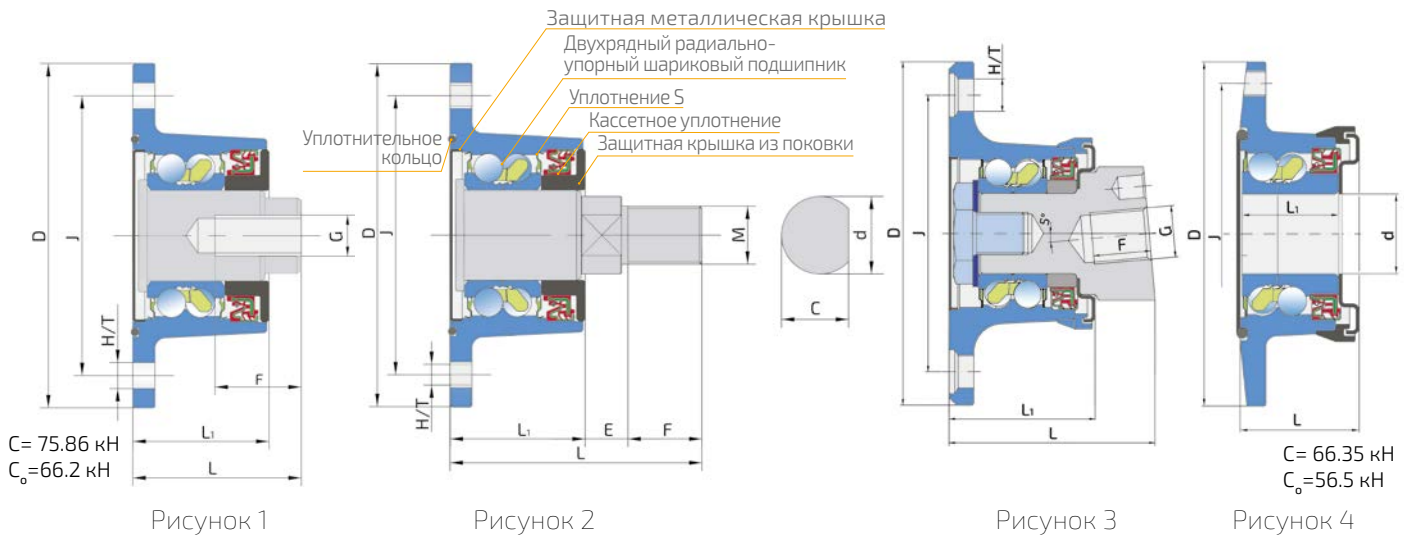 Защитная металлическая крышка
Двухрядный радиально-
упорный шариковый подшипник
Уплотнение S
Кассетное уплотнение
Защитная крышка из поковки
Уплотнительное
кольцо
D
J
G
H/T
F
L₁
L
C= 75.86 кН
Cₒ=66.2 кН
Рисунок 1
D
J
M
H/T
L₁
E
F
L
Рисунок 2
d
C
H/T
D
J
5°
F
G
L₁
L
Рисунок 3
D
J
L₁
d
L
C= 66.35 кН
Cₒ=56.5 кН
Рисунок 4